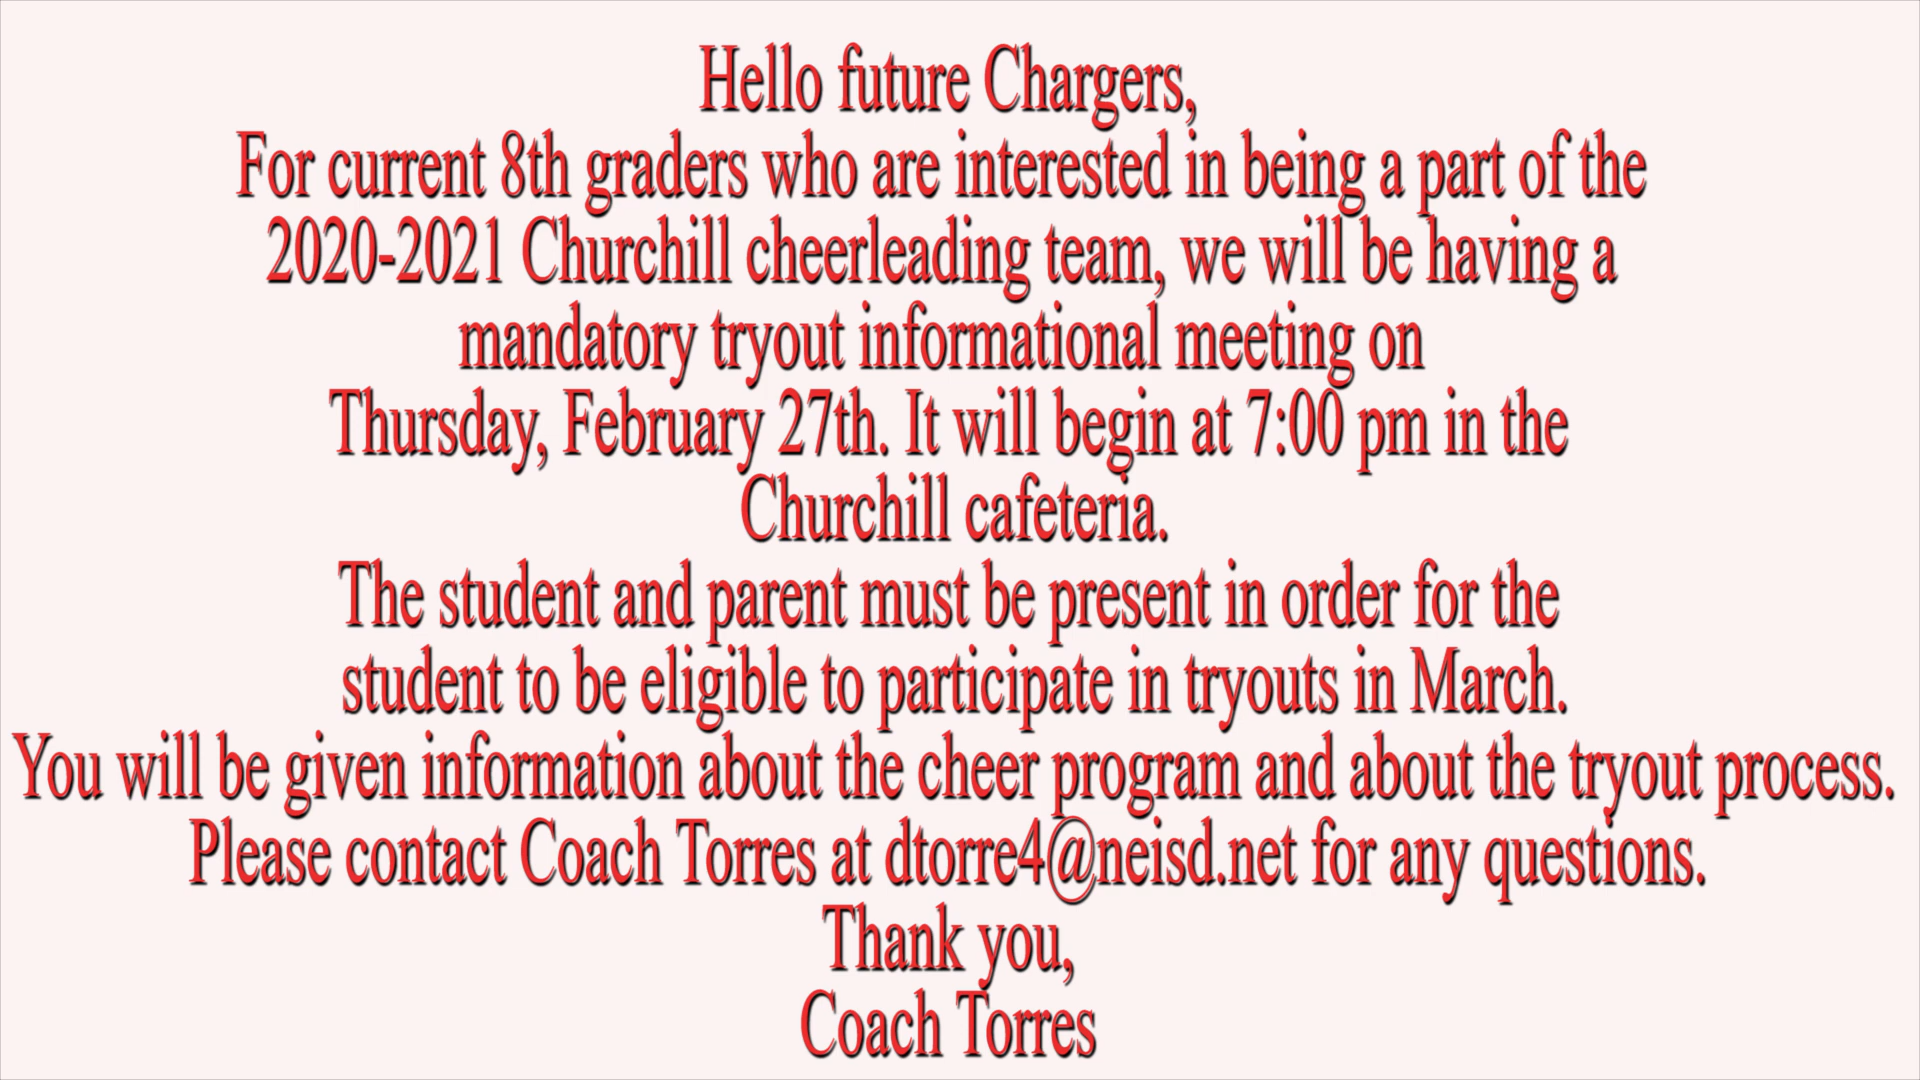 Hello future Chargers,
For current 8th graders who are interested in being a part of the
2020-2021 Churchill cheerleading team, we will be having a
mandatory tryout informational meeting on
Thursday, February 27th. It will begin at 7:00 pm in the
Churchill cafeteria.
The student and parent must be present in order for the
student to be eligible to participate in tryouts in March.
You will be given information about the cheer program and about the tryout process.
Please contact Coach Torres at dtorre4@neisd.net for any questions.
Thank you,
Coach Torres